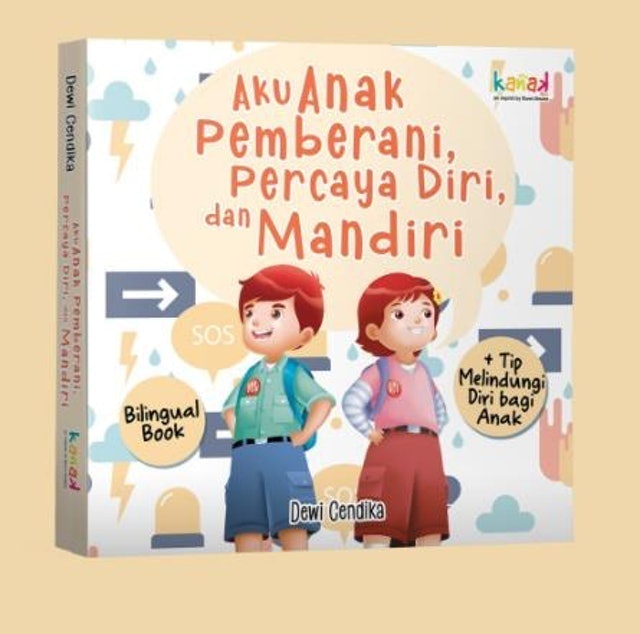 Aku Anak
Pemberani,
Percaya Diri,
dan Mandiri
kanak
SOS
Bilingual
Book
+ Tip
Melindungi
Diri bagi
Anak
Dewi Cendika
Dewi Cendika
Aku Anak Pemberani,
Percaya Diri, dan Mandiri
kanak